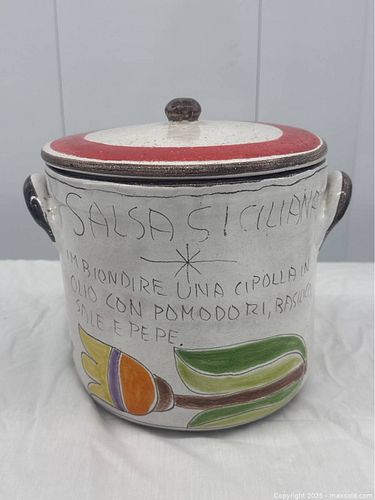 SALSA SICILIANA
IMBIONDIRE UNA CIPOLLA IN
OLIO CON POMODORI, BASILICO,
SALE E PEPE.
Copyright 2025 - maxsold.com